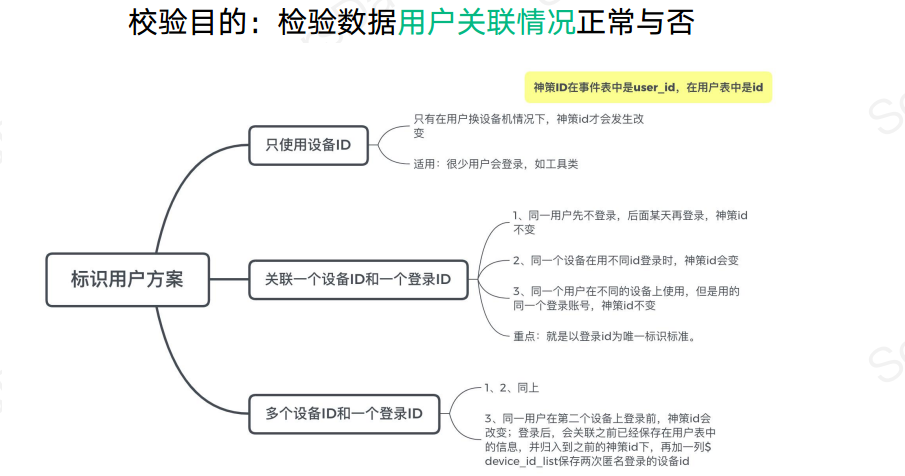 校验目的：检验数据用户关联情况正常与否
神策ID在事件表中是user_id，在用户表中是id
只使用设备ID
只有在用户换设备机情况下，神策id才会发生改
变
适用：很少用户会登录，如工具类
标识用户方案
关联一个设备ID和一个登录ID
1、同一用户先不登录，后面某天再登录，神策id
不变
2、同一个设备在用不同id登录时，神策id会变
3、同一个用户在不同的设备上使用，但是用的
同一个登录账号，神策id不变
重点：就是以登录id为唯一标识标准。
多个设备ID和一个登录ID
1、2、同上
3、同一用户在第二个设备上登录前，神策id会
改变；登录后，会关联之前已经保存在用户表中
的信息，并归入到之前的神策id下，再加一列$
device_id_list保存两次匿名登录的设备id